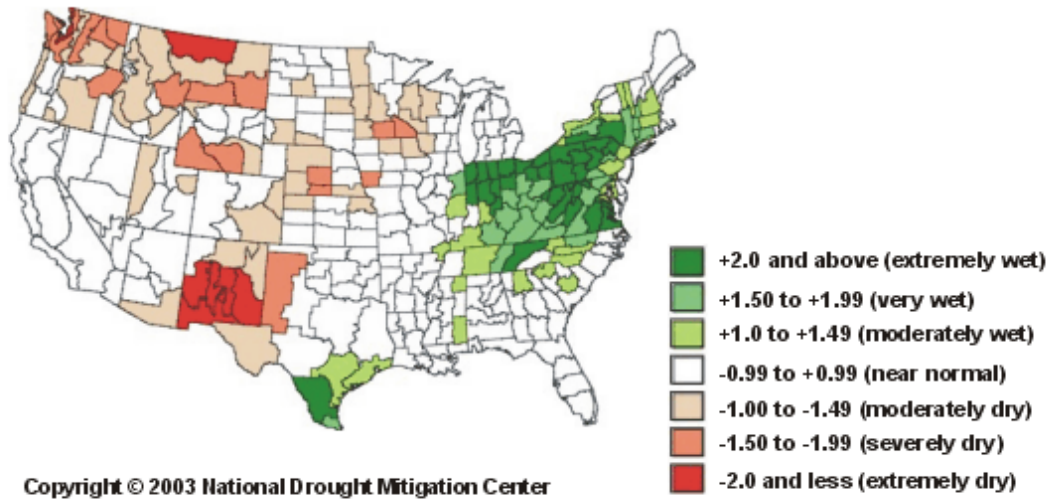 +2.0 and above (extremely wet)
+1.50 to +1.99 (very wet)
+1.0 to +1.49 (moderately wet)
-0.99 to +0.99 (near normal)
-1.00 to -1.49 (moderately dry)
-1.50 to -1.99 (severely dry)
-2.0 and less (extremely dry)
Copyright © 2003 National Drought Mitigation Center